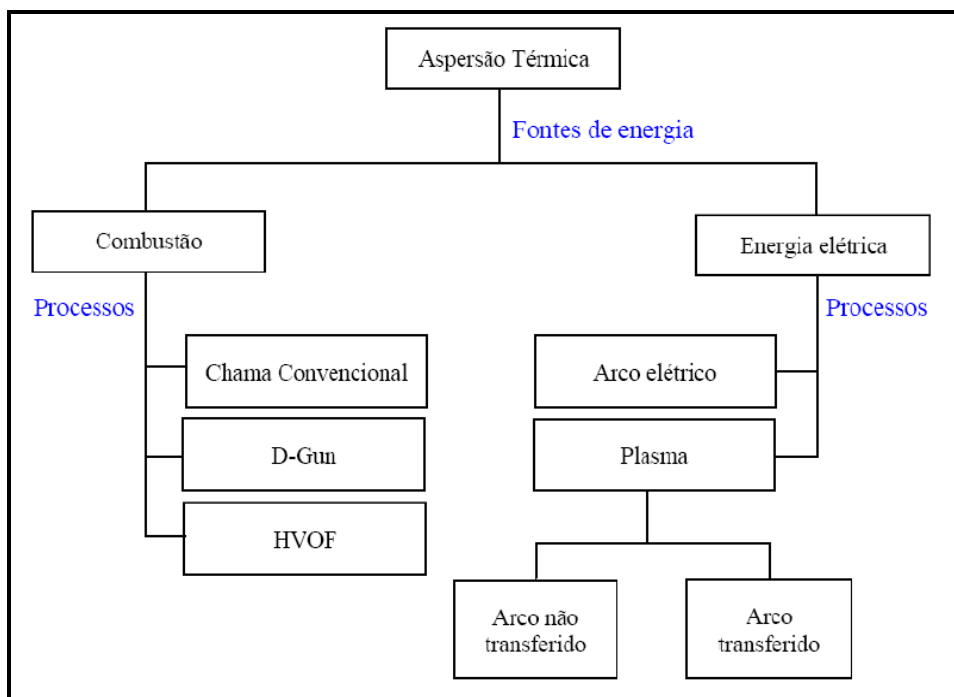 Aspersão Térmica
Fontes de energia
Combustão
Energia elétrica
Processos
Processos
Chama Convencional
Arco elétrico
D-Gun
Plasma
HVOF
Arco não
transferido
Arco
transferido